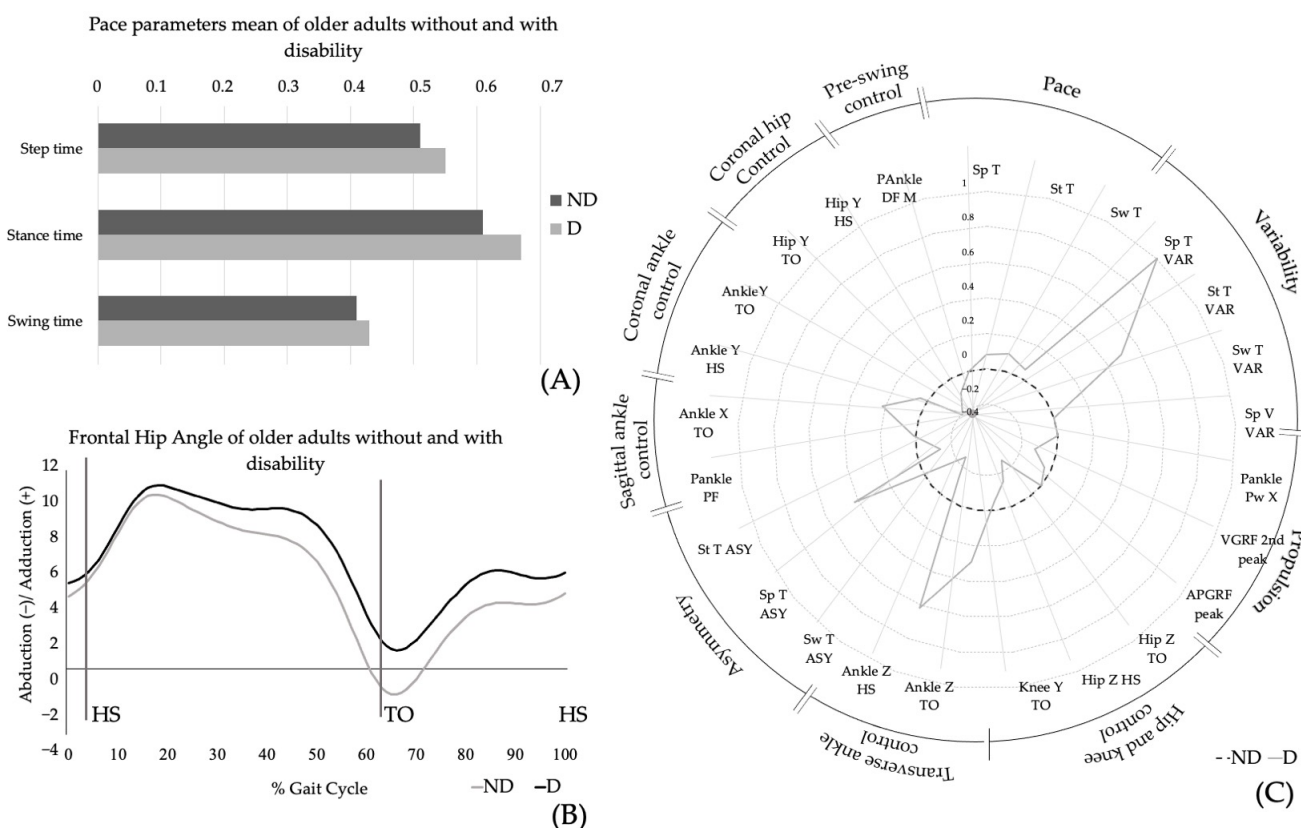 Pace parameters mean of older adults without and with
disability
0 0.1 0.2 0.3 0.4 0.5 0.6 0.7
Step time
Stance time
Swing time
ND
D
(A)
Frontal Hip Angle of older adults without and with
disability
Abduction (−)/ Adduction (+)
12
10
8
6
4
2
0
−2
−4
HS
TO
HS
0 10 20 30 40 50 60 70 80 90 100
% Gait Cycle
ND
D
(B)
Pace
Variability
Propulsion
Hip and knee
control
Transverse ankle
control
Asymmetry
Sagittal ankle
control
Coronal ankle
control
Coronal hip
Control
Pre-swing
control
1
0.8
0.6
0.4
0.2
0
−0.2
−0.4
Sp T
St T
Sw T
Sp T
VAR
St T
VAR
Sw T
VAR
Sp V
VAR
Pankle
Pw X
VGRF 2nd
peak
APGRF
peak
Hip Z
TO
Hip Z HS
Knee Y
TO
Ankle Z
TO
Ankle Z
HS
Sw T
ASY
Sp T
ASY
St T ASY
Pankle
PF
Ankle X
TO
Ankle Y
HS
AnkleY
TO
Hip Y
TO
Hip Y
HS
PAnkle
DF M
ND
D
(C)